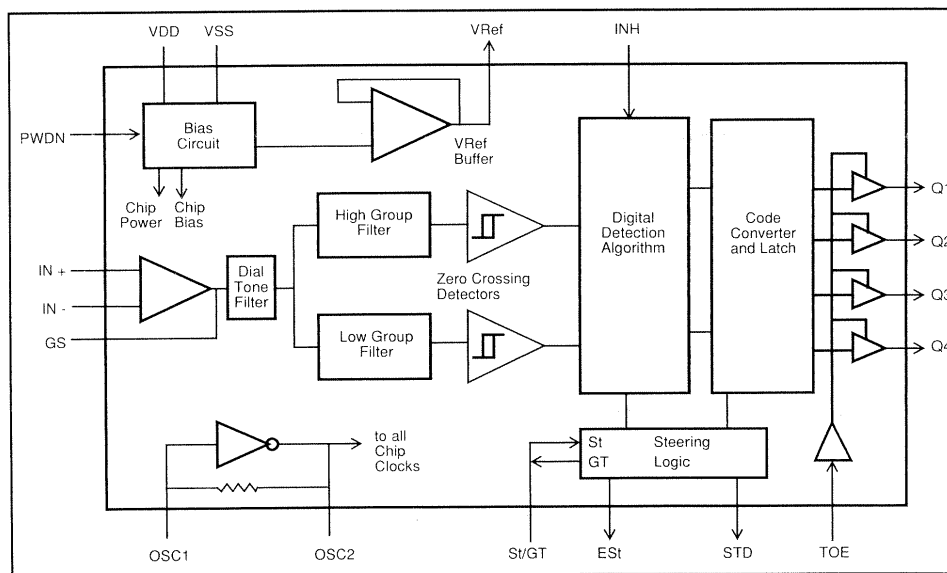 VDD VSS VRef INH
PWDN
Bias
Circuit
VRef
Buffer
Chip
Power
Chip
Bias
High Group
Filter
Digital
Detection
Algorithm
Code
Converter
and Latch
Q1
Q2
Q3
Q4
IN +
IN -
GS
Dial
Tone
Filter
Zero Crossing
Detectors
Low Group
Filter
to all
Chip
Clocks
St Steering
GT Logic
OSC1 OSC2 St/GT ESt STD TOE